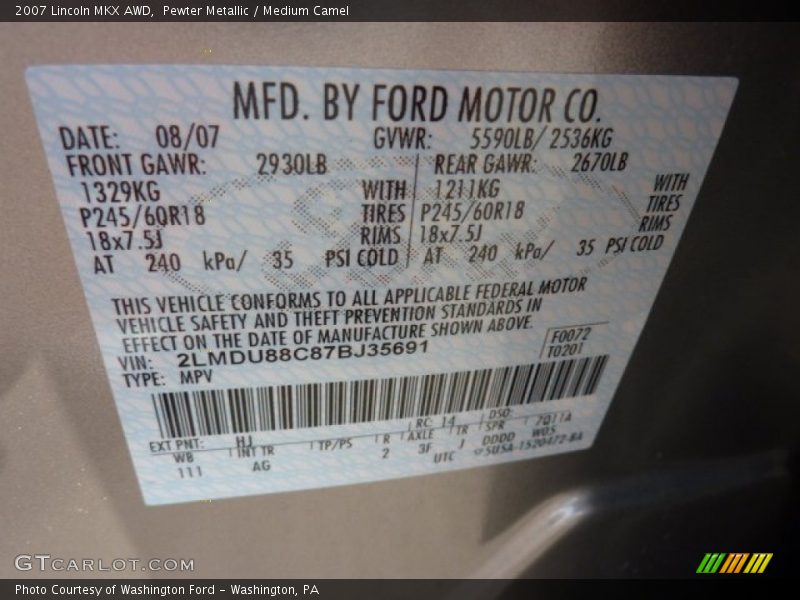 2007 Lincoln MKX AWD,  Pewter Metallic / Medium Camel
MFD. BY FORD MOTOR CO.
DATE: 08/07 GVWR: 5590LB/ 2536KG
FRONT GAWR: 2930LB REAR GAWR: 2670LB
1329KG WITH 1211KG WITH
P245/60R18 TIRES P245/60R18 TIRES
18x7.5J RIMS 18x7.5J RIMS
AT 240 kPa/ 35 PSI COLD AT 240 kPa/ 35 PSI COLD
THIS VEHICLE CONFORMS TO ALL APPLICABLE FEDERAL MOTOR
VEHICLE SAFETY AND THEFT PREVENTION STANDARDS IN
EFFECT ON THE DATE OF MANUFACTURE SHOWN ABOVE.
VIN: 2LMDU88C87BJ35691 F0072
TYPE: MPV T0201
EXT PNT: HJ RC: 14 DSO: 7011A
WB INT TR TP/PS R AXLE TR SPR WQS
111 AG 2 3F J DDDD
UTC 5USA-1520472-BA
GTCARLOT.COM
Photo Courtesy of Washington Ford - Washington, PA